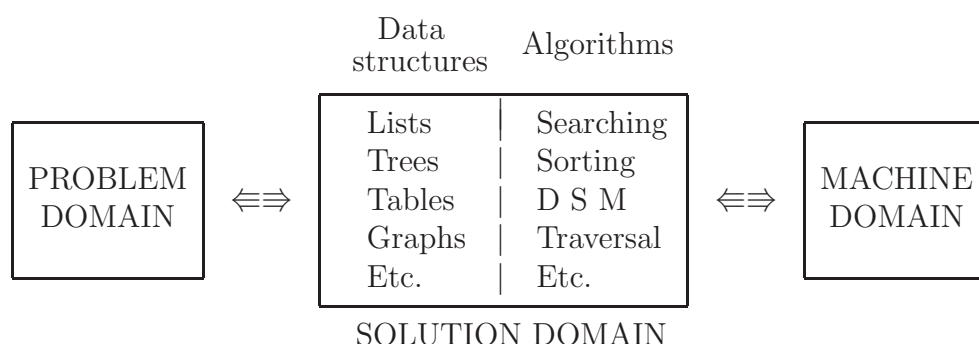 Data
structures
Algorithms
PROBLEM
DOMAIN
Lists | Searching
Trees | Sorting
Tables | D S M
Graphs | Traversal
Etc. | Etc.
MACHINE
DOMAIN
SOLUTION DOMAIN